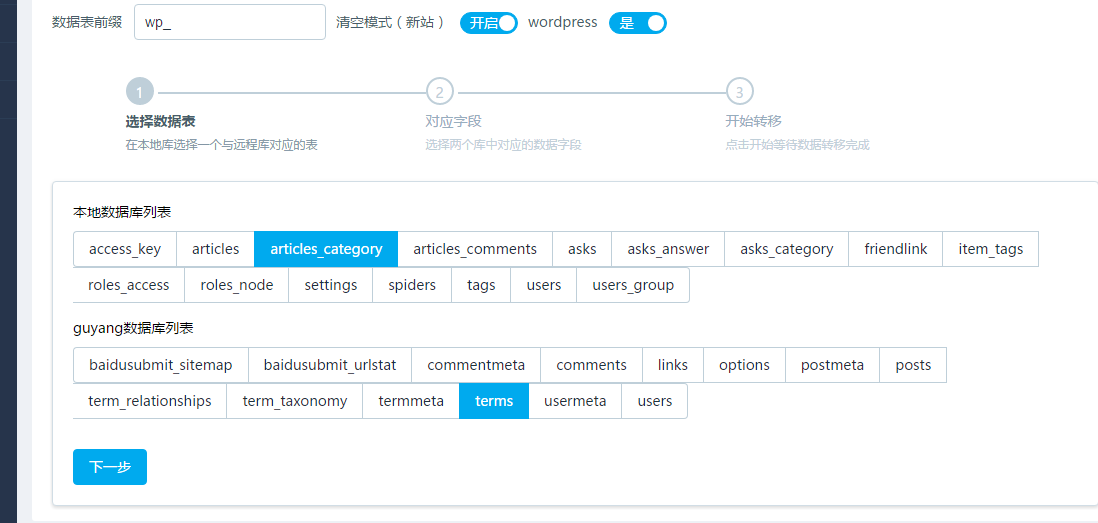 数据表前缀 wp_ 清空模式（新站） 开启 wordpress 是
1 2 3
选择数据表 对应字段 开始转移
在本地库选择一个与远程库对应的表 选择两个库中对应的数据字段 点击开始等待数据转移完成
本地数据库列表
access_key articles articles_category articles_comments asks asks_answer asks_category friendlink item_tags
roles_access roles_node settings spiders tags users users_group
guyang数据库列表
baidusubmit_sitemap baidusubmit_urlstat commentmeta comments links options postmeta posts
term_relationships term_taxonomy termmeta terms usermeta users
下一步